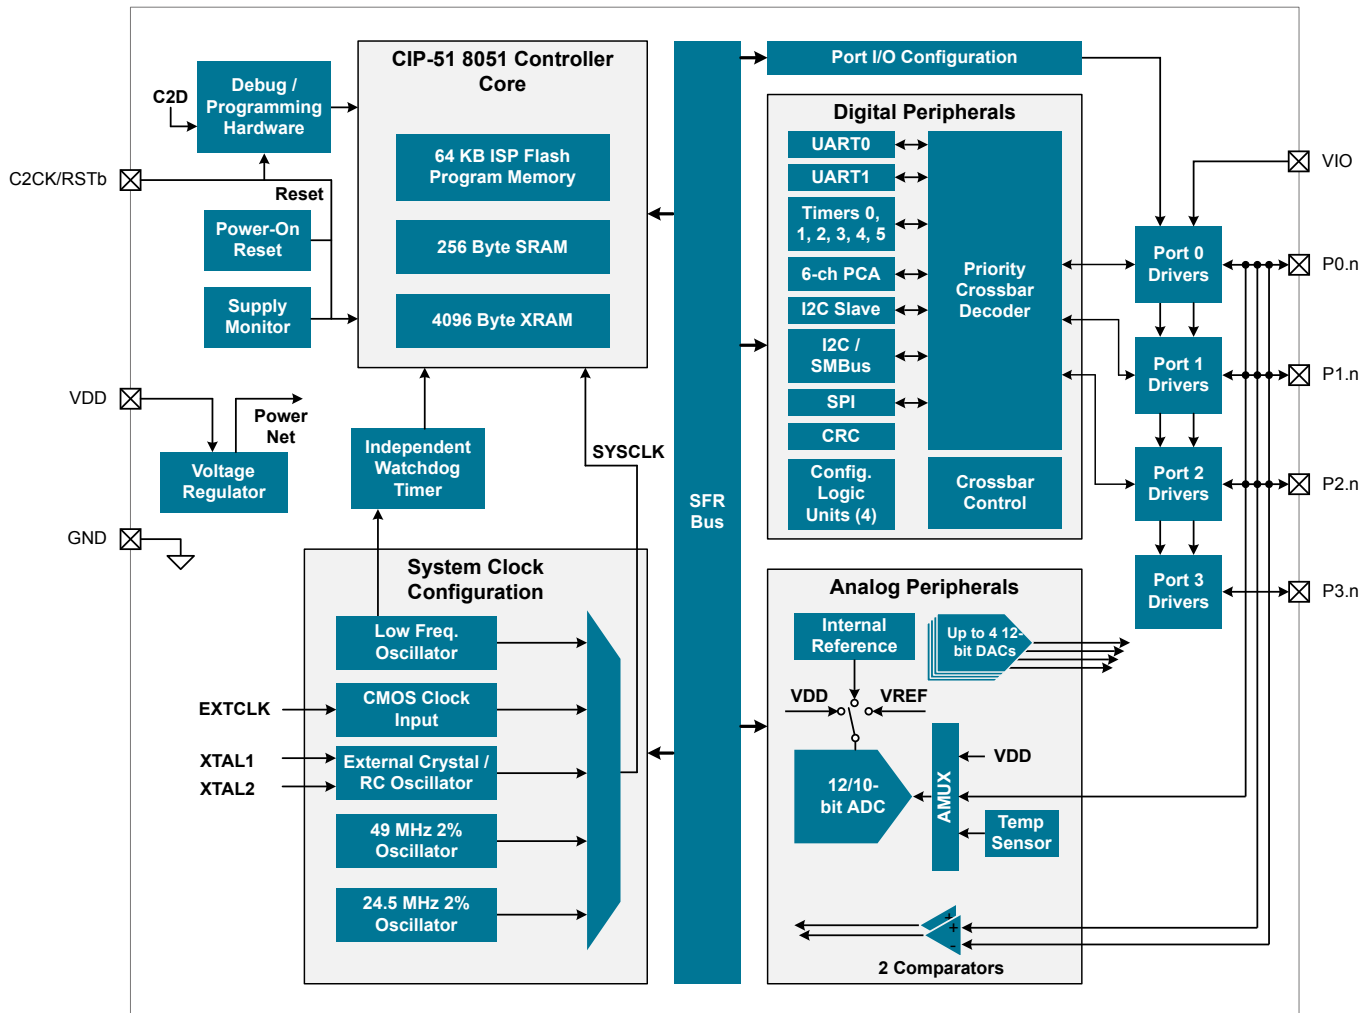 CIP-51 8051 Controller
Core
64 KB ISP Flash
Program Memory
256 Byte SRAM
4096 Byte XRAM
Debug /
Programming
Hardware
C2D
C2CK/RSTb
Reset
Power-On
Reset
Supply
Monitor
VDD
Power
Net
Voltage
Regulator
GND
Independent
Watchdog
Timer
SYSCLK
System Clock
Configuration
Low Freq.
Oscillator
CMOS Clock
Input
External Crystal /
RC Oscillator
49 MHz 2%
Oscillator
24.5 MHz 2%
Oscillator
EXTCLK
XTAL1
XTAL2
SFR
Bus
Port I/O Configuration
Digital Peripherals
UART0
UART1
Timers 0,
1, 2, 3, 4, 5
6-ch PCA
I2C Slave
I2C /
SMBus
SPI
CRC
Config.
Logic
Units (4)
Priority
Crossbar
Decoder
Crossbar
Control
Analog Peripherals
Internal
Reference
Up to 4 12-
bit DACs
VDD
VREF
12/10-
bit ADC
AMUX
VDD
Temp
Sensor
+
+
-
2 Comparators
Port 0
Drivers
Port 1
Drivers
Port 2
Drivers
Port 3
Drivers
VIO
P0.n
P1.n
P2.n
P3.n